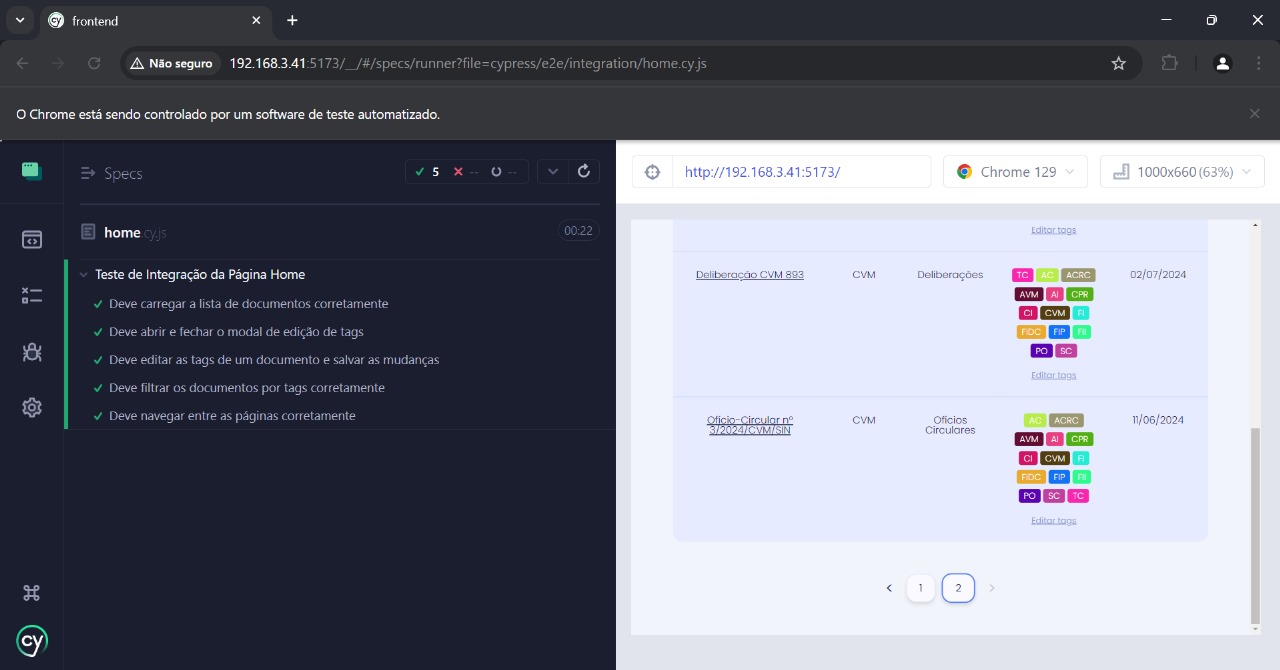 frontend
Não seguro
192.168.3.41:5173/__/#/specs/runner?file=cypress/e2e/integration/home.cy.js
O Chrome está sendo controlado por um software de teste automatizado.
Specs
5 -- --
home.cy.js
00:22
Teste de Integração da Página Home
Deve carregar a lista de documentos corretamente
Deve abrir e fechar o modal de edição de tags
Deve editar as tags de um documento e salvar as mudanças
Deve filtrar os documentos por tags corretamente
Deve navegar entre as páginas corretamente
cy
http://192.168.3.41:5173/
Chrome 129
1000x660 (63%)
Editar tags
Deliberação CVM 893 CVM Deliberações TC AC ACRC 02/07/2024
AVM AI CPR
CI CVM FI
FIDC FIP FII
PO SC
Editar tags
Ofício-Circular nº CVM Ofícios AC ACRC 11/06/2024
3/2024/CVM/SIN Circulares
AVM AI CPR
CI CVM FI
FIDC FIP FII
PO SC TC
Editar tags
1 2